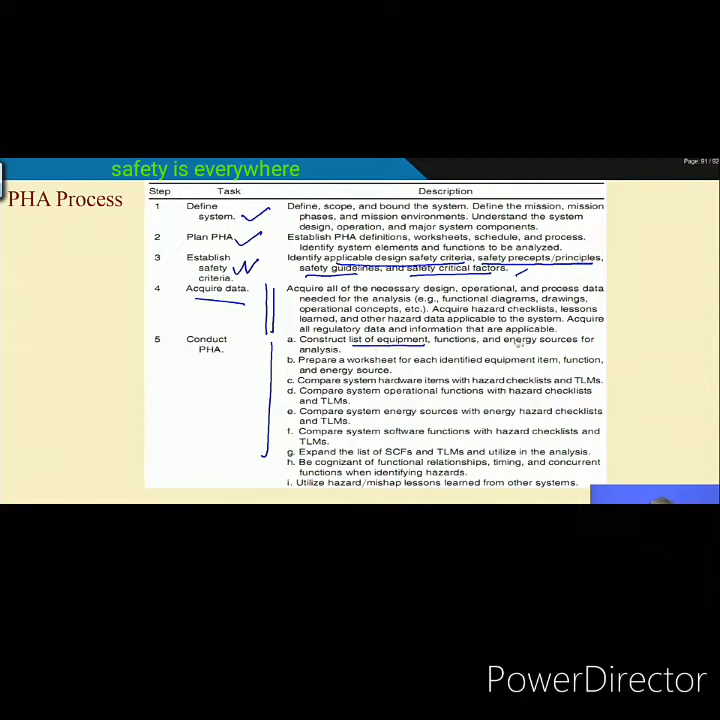 Page: 91 / 92
safety is everywhere
PHA Process
Step Task Description
1 Define system. Define, scope, and bound the system. Define the mission, mission
phases, and mission environments. Understand the system
design, operation, and major system components.
2 Plan PHA. Establish PHA definitions, worksheets, schedule, and process.
Identify system elements and functions to be analyzed.
3 Establish safety criteria. Identify applicable design safety criteria, safety precepts/principles,
safety guidelines, and safety critical factors.
4 Acquire data. Acquire all of the necessary design, operational, and process data
needed for the analysis (e.g., functional diagrams, drawings,
operational concepts, etc.). Acquire hazard checklists, lessons
learned, and other hazard data applicable to the system. Acquire
all regulatory data and information that are applicable.
5 Conduct PHA. a. Construct list of equipment, functions, and energy sources for
analysis.
b. Prepare a worksheet for each identified equipment item, function,
and energy source.
c. Compare system hardware items with hazard checklists and TLMs.
d. Compare system operational functions with hazard checklists
and TLMs.
e. Compare system energy sources with energy hazard checklists
and TLMs.
f. Compare system software functions with hazard checklists and
TLMs.
g. Expand the list of SCFs and TLMs and utilize in the analysis.
h. Be cognizant of functional relationships, timing, and concurrent
functions when identifying hazards.
i. Utilize hazard/mishap lessons learned from other systems.
PowerDirector